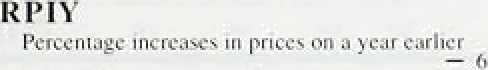 RPIY
Percentage increases in prices on a year earlier
— 6